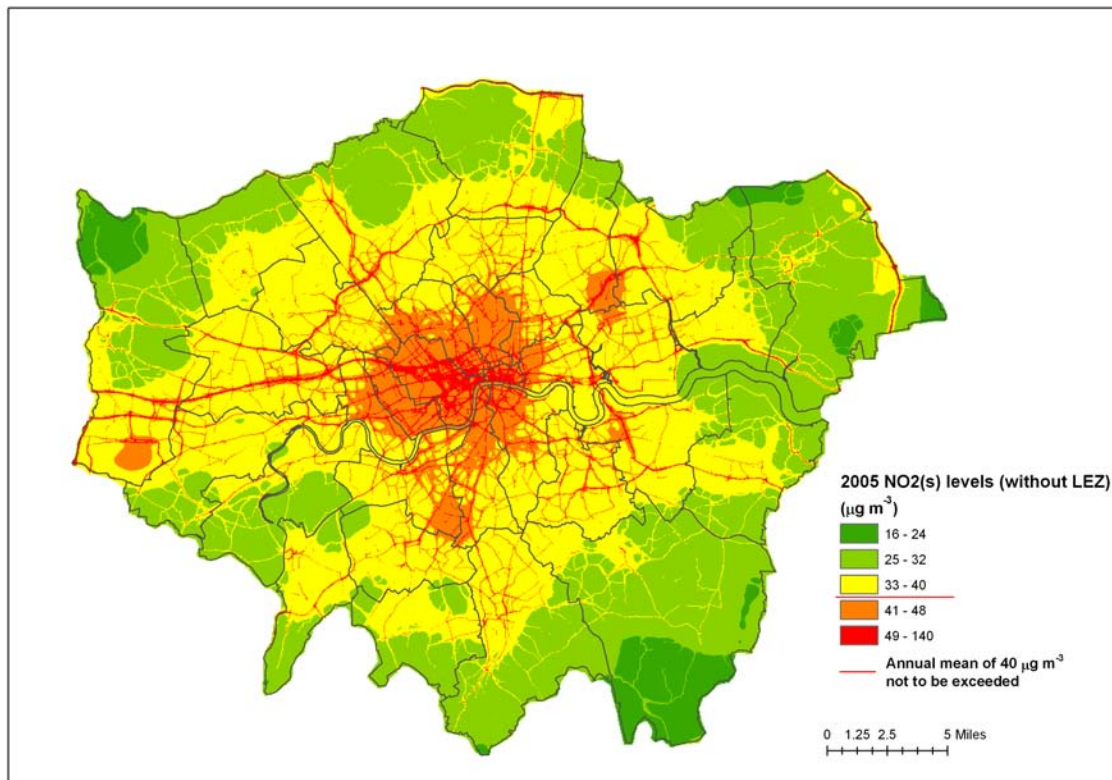 2005 NO2(s) levels (without LEZ)
(µg m-3)
16 - 24
25 - 32
33 - 40
41 - 48
49 - 140
Annual mean of 40 µg m-3
not to be exceeded
0 1.25 2.5 5 Miles